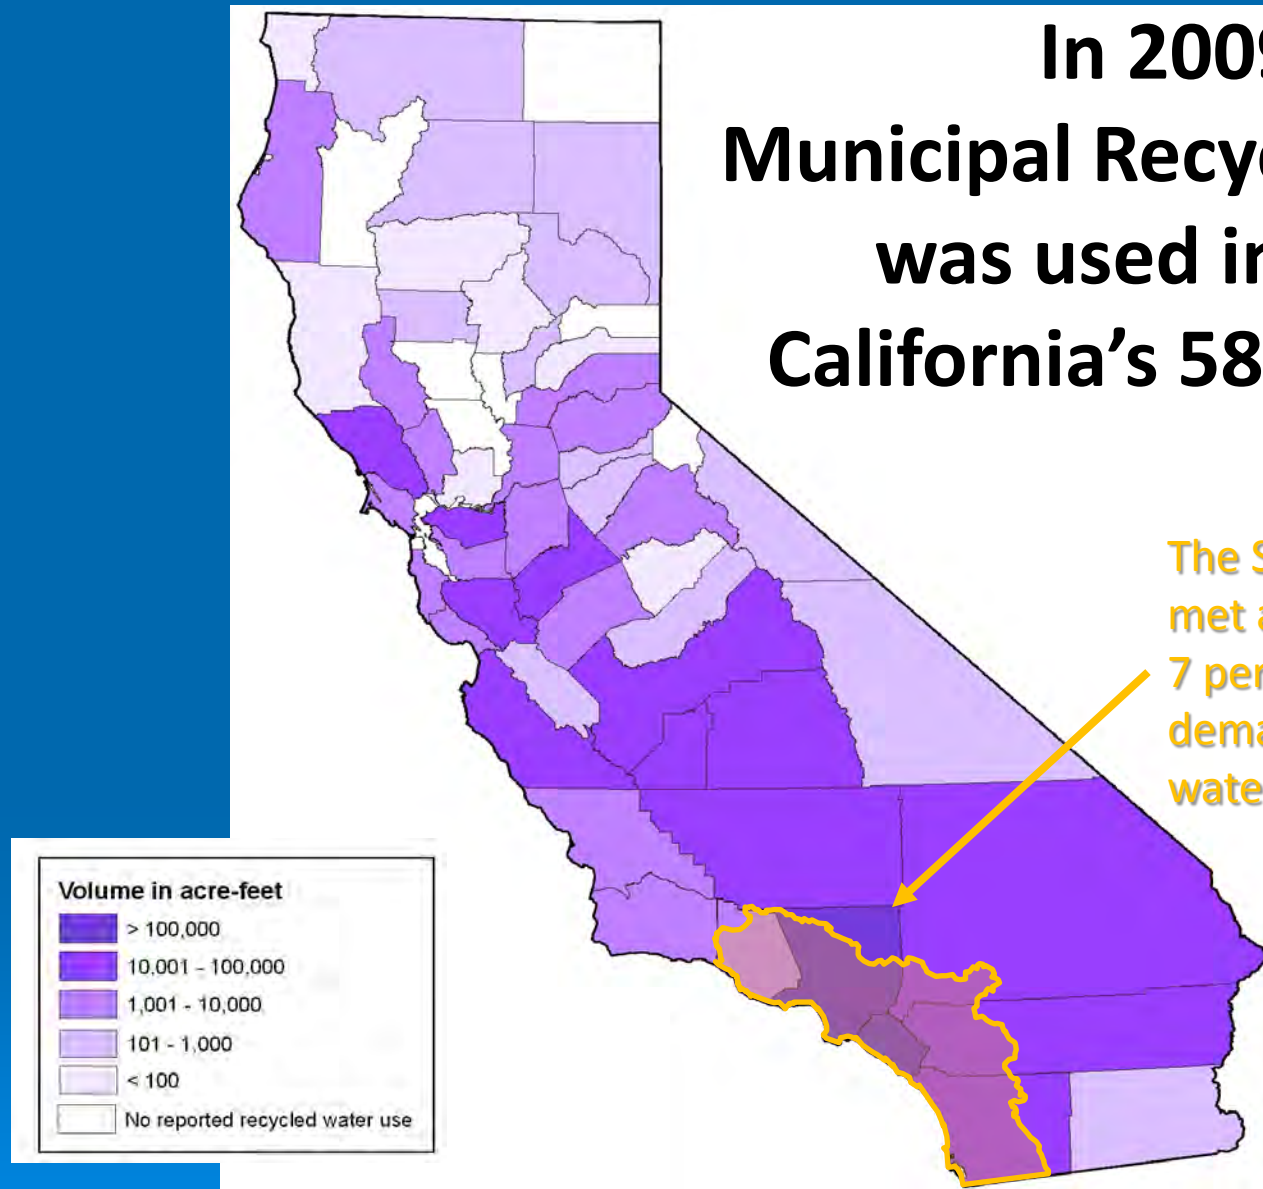 In 2009
Municipal Recyc
was used in
California’s 58
The S
met a
7 per
dema
wate
Volume in acre-feet
> 100,000
10,001 - 100,000
1,001 - 10,000
101 - 1,000
< 100
No reported recycled water use